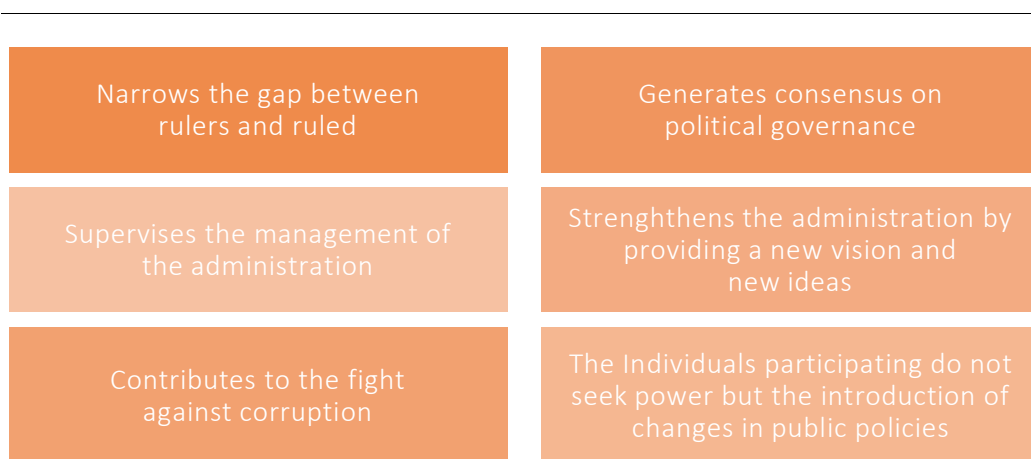 Narrows the gap between
rulers and ruled
Generates consensus on
political governance
Supervises the management of
the administration
Strenghthens the administration by
providing a new vision and
new ideas
Contributes to the fight
against corruption
The Individuals participating do not
seek power but the introduction of
changes in public policies